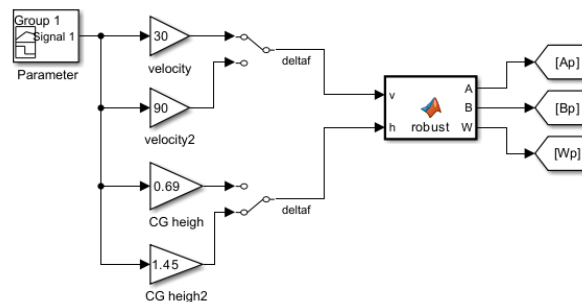 Group 1
Signal 1
Parameter
30
velocity
90
velocity2
deltaf
0.69
CG heigh
1.45
CG heigh2
deltaf
v
h
A
B
W
robust
[Ap]
[Bp]
[Wp]